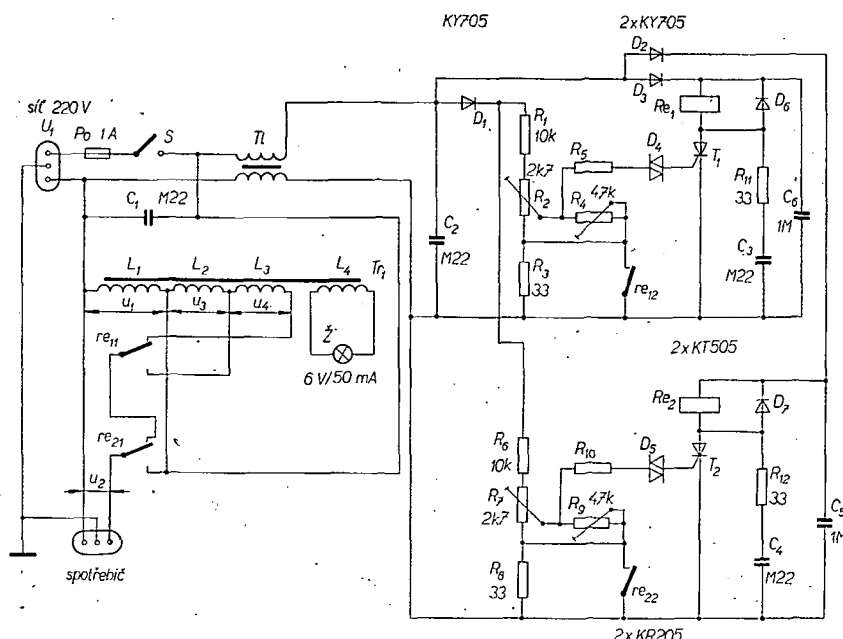 KY705
2xKY705
D2
D3
síť 220 V
U1
Po 1A
S
Tl
D1
R1
10k
Re1
D6
2k7
R2
R5
D4
T1
4,7k
R4
R11
33
C6
1M
C1
M22
C2
M22
R3
33
re12
C3
M22
L1
L2
L3
L4
Tr1
u1
u3
u4
re11
Ž
6 V/50 mA
2xKT505
re21
u2
Re2
D7
R6
10k
R10
D5
T2
R7
2k7
R9
4,7k
R12
33
C5
1M
R8
33
re22
C4
M22
spotřebič
2xKR205